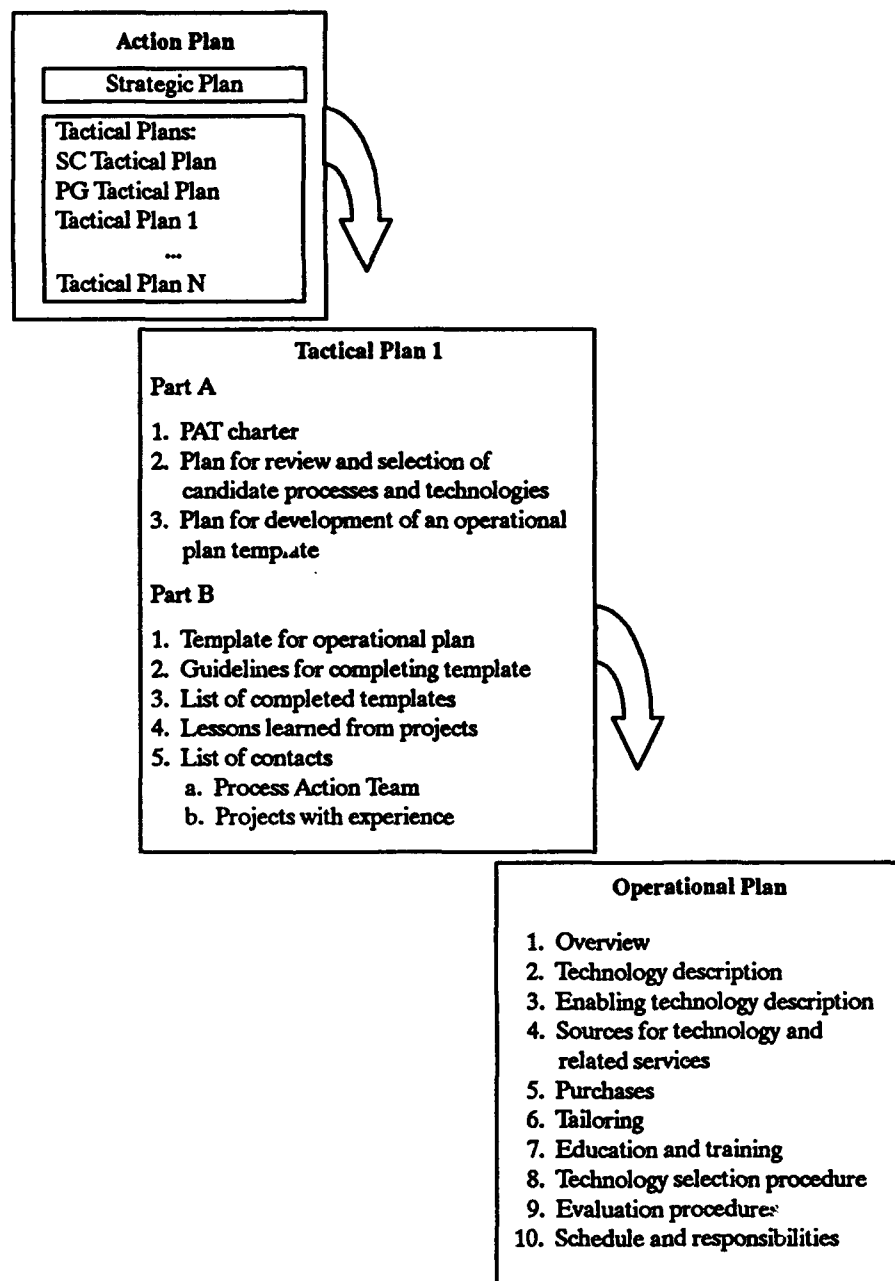 Action Plan
Strategic Plan
Tactical Plans:
SC Tactical Plan
PG Tactical Plan
Tactical Plan 1
...
Tactical Plan N
Tactical Plan 1
Part A
1. PAT charter
2. Plan for review and selection of
candidate processes and technologies
3. Plan for development of an operational
plan template
Part B
1. Template for operational plan
2. Guidelines for completing template
3. List of completed templates
4. Lessons learned from projects
5. List of contacts
a. Process Action Team
b. Projects with experience
Operational Plan
1. Overview
2. Technology description
3. Enabling technology description
4. Sources for technology and
related services
5. Purchases
6. Tailoring
7. Education and training
8. Technology selection procedure
9. Evaluation procedures
10. Schedule and responsibilities